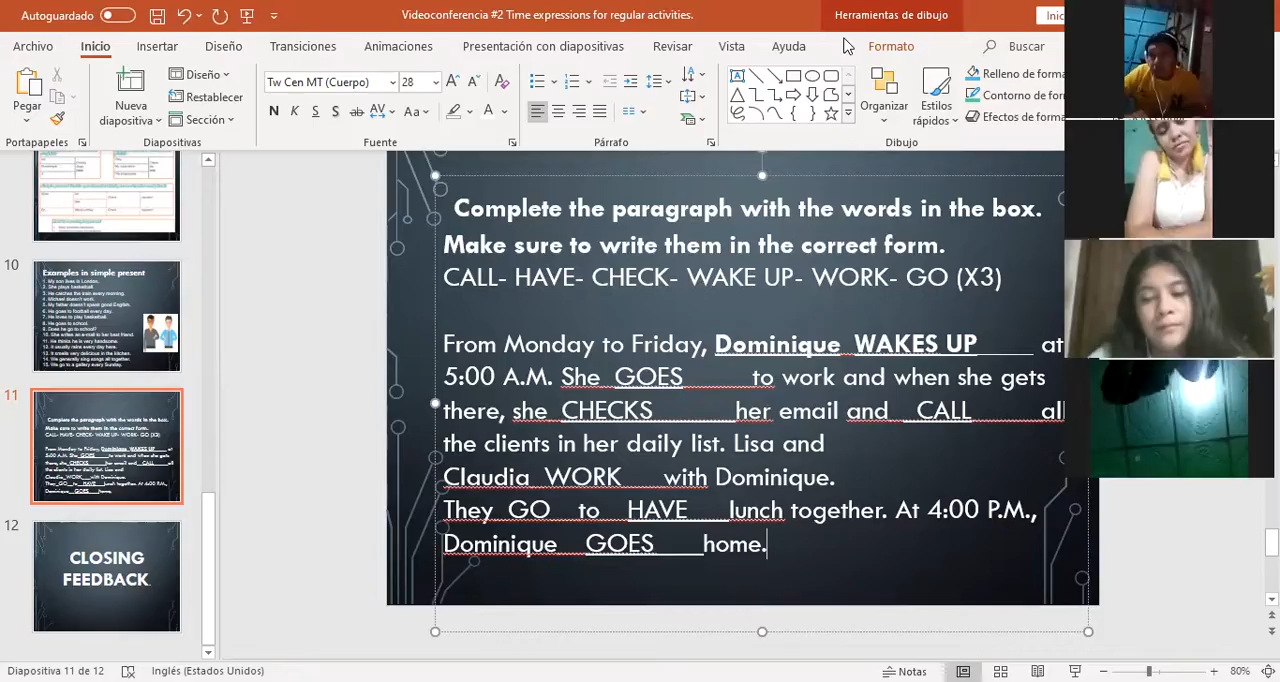 Autoguardado
Videoconferencia #2 Time expressions for regular activities.
Herramientas de dibujo
Inic
Archivo Inicio Insertar Diseño Transiciones Animaciones Presentación con diapositivas Revisar Vista Ayuda Formato Buscar
Pegar
Nueva diapositiva
Diseño
Restablecer
Sección
Tw Cen MT (Cuerpo) 28
N K S S ab AV Aa A
Organizar
Estilos rápidos
Relleno de forma
Contorno de form
Efectos de forma
Portapapeles Diapositivas Fuente Párrafo Dibujo
10
Examples in simple present
11
12
CLOSING
FEEDBACK
Complete the paragraph with the words in the box.
Make sure to write them in the correct form.
CALL- HAVE- CHECK- WAKE UP- WORK- GO (X3)
From Monday to Friday, Dominique WAKES UP at
5:00 A.M. She GOES to work and when she gets
there, she CHECKS her email and CALL all
the clients in her daily list. Lisa and
Claudia WORK with Dominique.
They GO to HAVE lunch together. At 4:00 P.M.,
Dominique GOES home.
Diapositiva 11 de 12 Inglés (Estados Unidos) Notas 80%